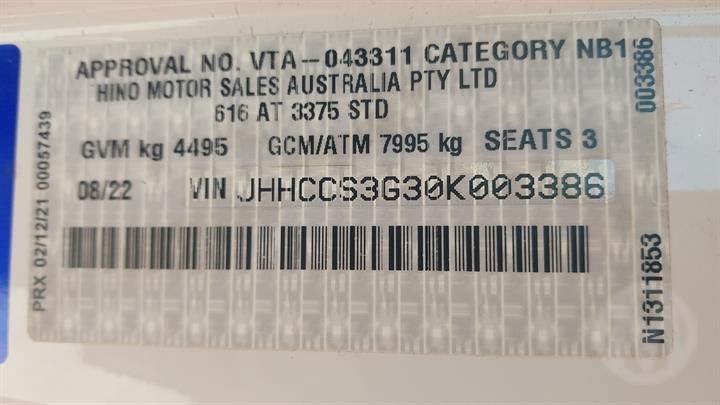 APPROVAL NO. VTA-043311 CATEGORY NB1
HINO MOTOR SALES AUSTRALIA PTY LTD
616 AT 3375 STD
GVM kg 4495 GCM/ATM 7995 kg SEATS 3
08/22 VIN JHHCCS3G30K003386
PRX 02/12/21 00057439
003386
N1311853